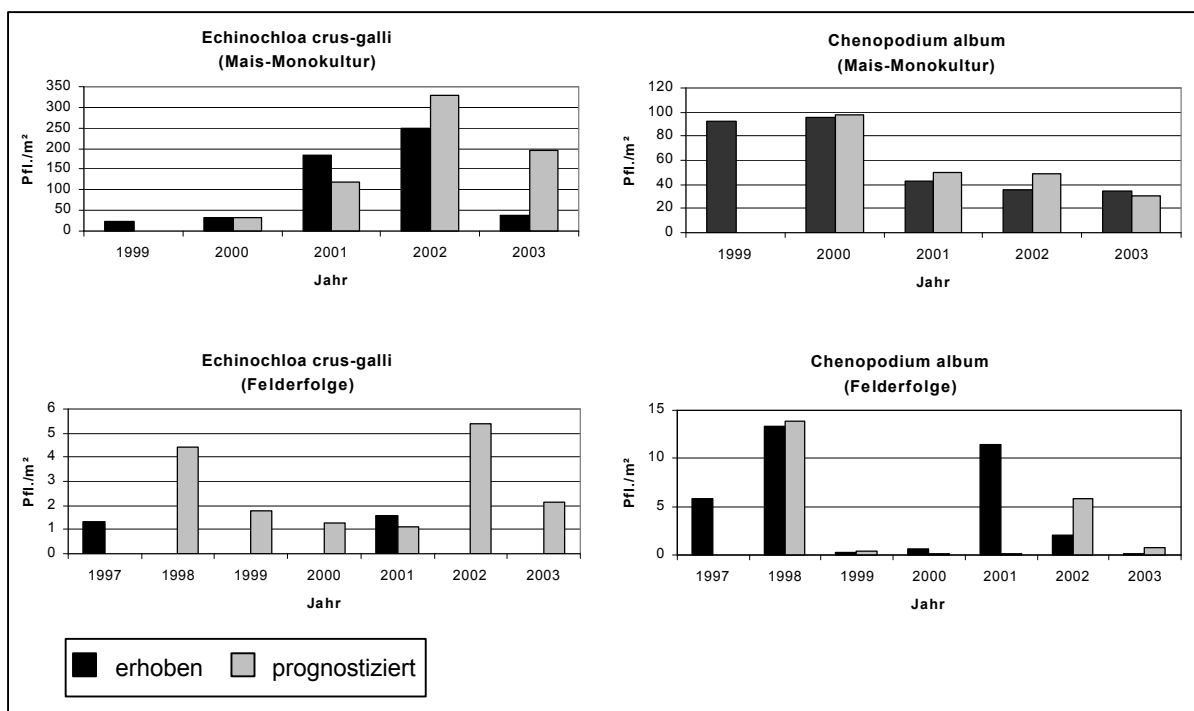 Echinochloa crus-galli
(Mais-Monokultur)
350
300
250
200
150
100
50
0
Pfl./m²
1999 2000 2001 2002 2003
Jahr
Chenopodium album
(Mais-Monokultur)
120
100
80
60
40
20
0
Pfl./m²
1999 2000 2001 2002 2003
Jahr
Echinochloa crus-galli
(Felderfolge)
6
5
4
3
2
1
0
Pfl./m²
1997 1998 1999 2000 2001 2002 2003
Jahr
Chenopodium album
(Felderfolge)
15
10
5
0
Pfl./m²
1997 1998 1999 2000 2001 2002 2003
Jahr
erhoben prognostiziert